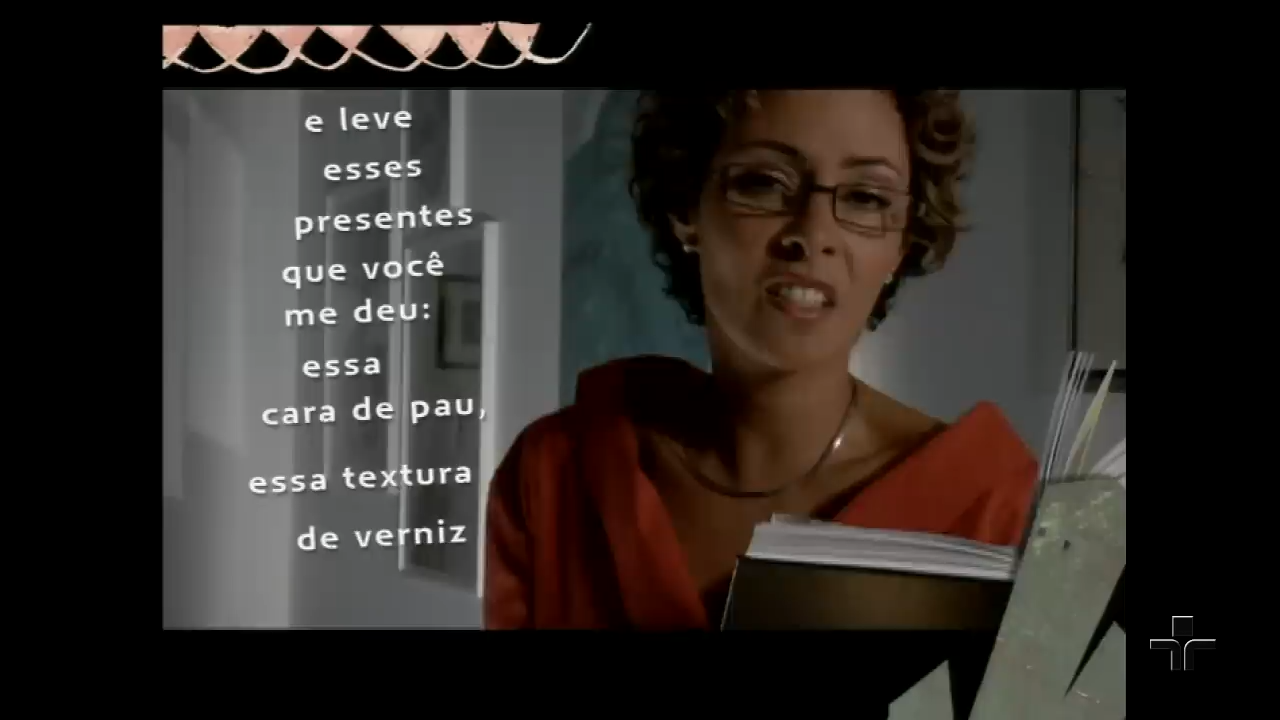 e leve
esses
presentes
que você
me deu:
essa
cara de pau,
essa textura
de verniz